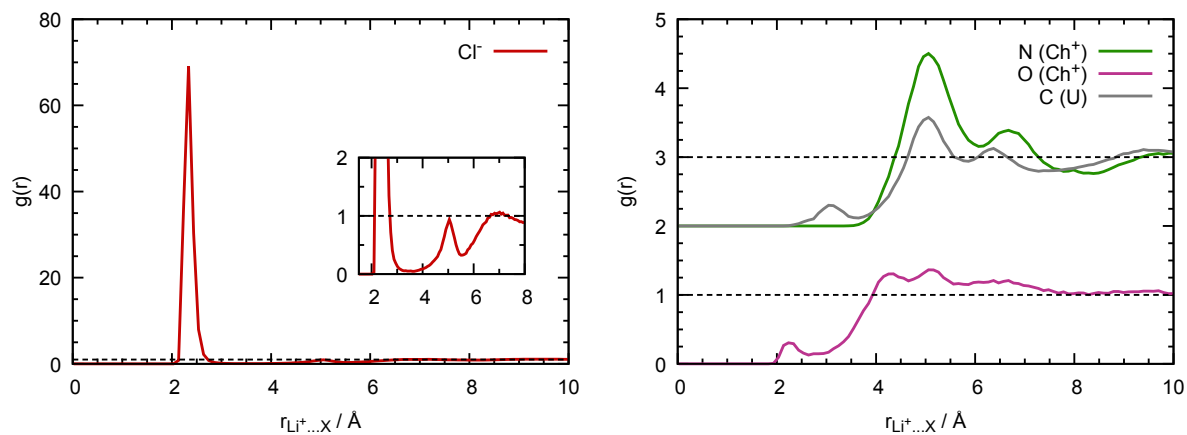 80
60
40
20
0
g(r)
Cl⁻
2
1
0
2 4 6 8
0 2 4 6 8 10
r_Li⁺...X / Å
5
4
3
2
1
0
g(r)
N (Ch⁺)
O (Ch⁺)
C (U)
0 2 4 6 8 10
r_Li⁺...X / Å